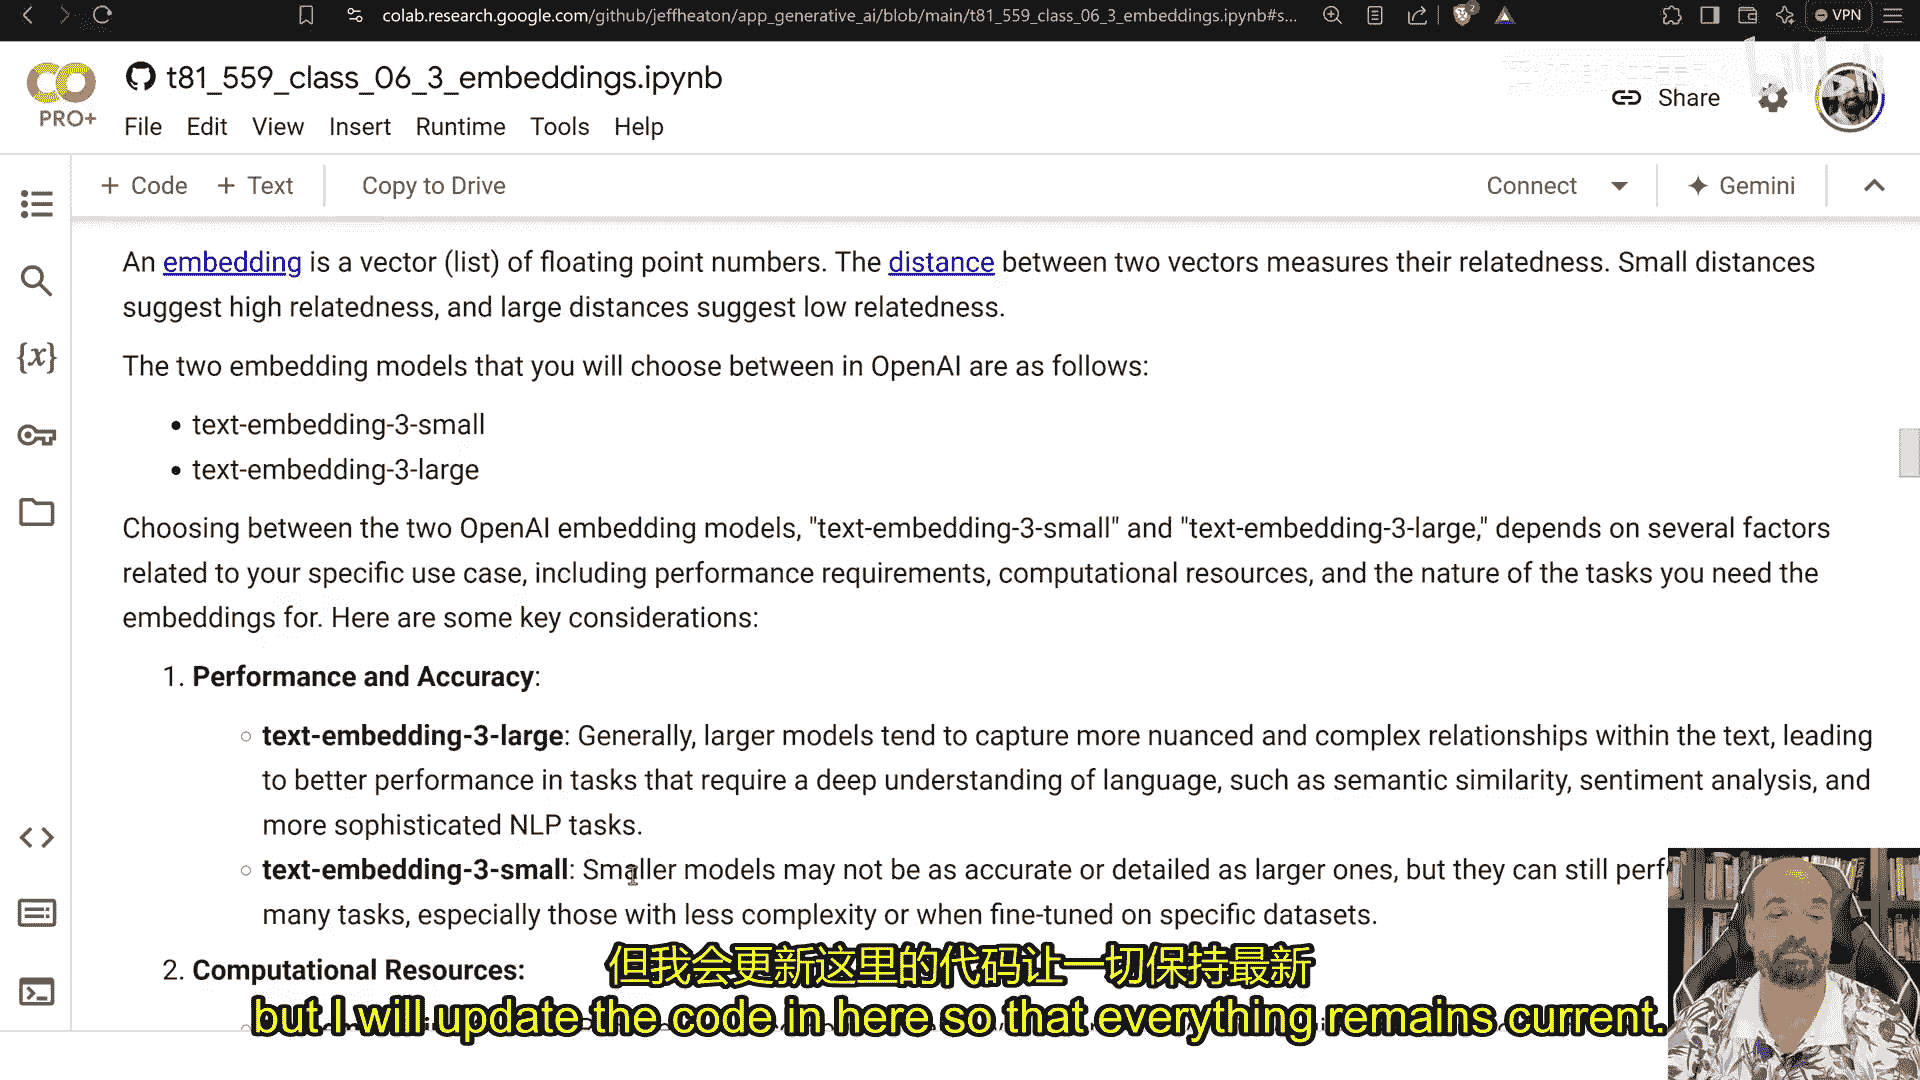 colab.research.google.com/github/jeffheaton/app_generative_ai/blob/main/t81_559_class_06_3_embeddings.ipynb#s...
2
VPN
CO
PRO+
t81_559_class_06_3_embeddings.ipynb
Share
File Edit View Insert Runtime Tools Help
+ Code + Text Copy to Drive Connect Gemini
An embedding is a vector (list) of floating point numbers. The distance between two vectors measures their relatedness. Small distances
suggest high relatedness, and large distances suggest low relatedness.
The two embedding models that you will choose between in OpenAI are as follows:
• text-embedding-3-small
• text-embedding-3-large
Choosing between the two OpenAI embedding models, "text-embedding-3-small" and "text-embedding-3-large," depends on several factors
related to your specific use case, including performance requirements, computational resources, and the nature of the tasks you need the
embeddings for. Here are some key considerations:
1. Performance and Accuracy:
◦ text-embedding-3-large: Generally, larger models tend to capture more nuanced and complex relationships within the text, leading
to better performance in tasks that require a deep understanding of language, such as semantic similarity, sentiment analysis, and
more sophisticated NLP tasks.
◦ text-embedding-3-small: Smaller models may not be as accurate or detailed as larger ones, but they can still perf
many tasks, especially those with less complexity or when fine-tuned on specific datasets.
2. Computational Resources:
但我会更新这里的代码让一切保持最新
but I will update the code in here so that everything remains current.